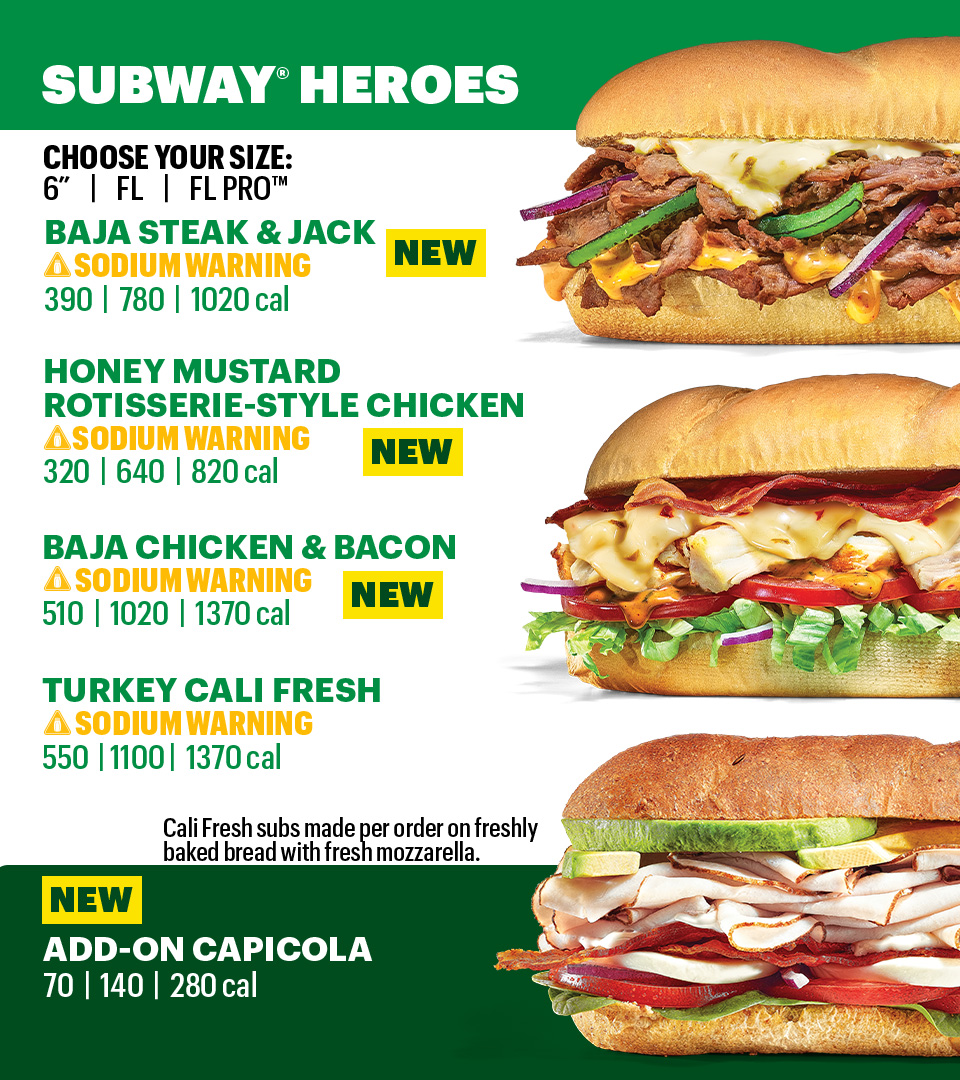 SUBWAY® HEROES
CHOOSE YOUR SIZE:
6” | FL | FL PRO™
BAJA STEAK & JACK
NEW
SODIUM WARNING
390 | 780 | 1020 cal
HONEY MUSTARD
ROTISSERIE-STYLE CHICKEN
SODIUM WARNING
NEW
320 | 640 | 820 cal
BAJA CHICKEN & BACON
SODIUM WARNING
NEW
510 | 1020 | 1370 cal
TURKEY CALI FRESH
SODIUM WARNING
550 | 1100 | 1370 cal
Cali Fresh subs made per order on freshly
baked bread with fresh mozzarella.
NEW
ADD-ON CAPICOLA
70 | 140 | 280 cal